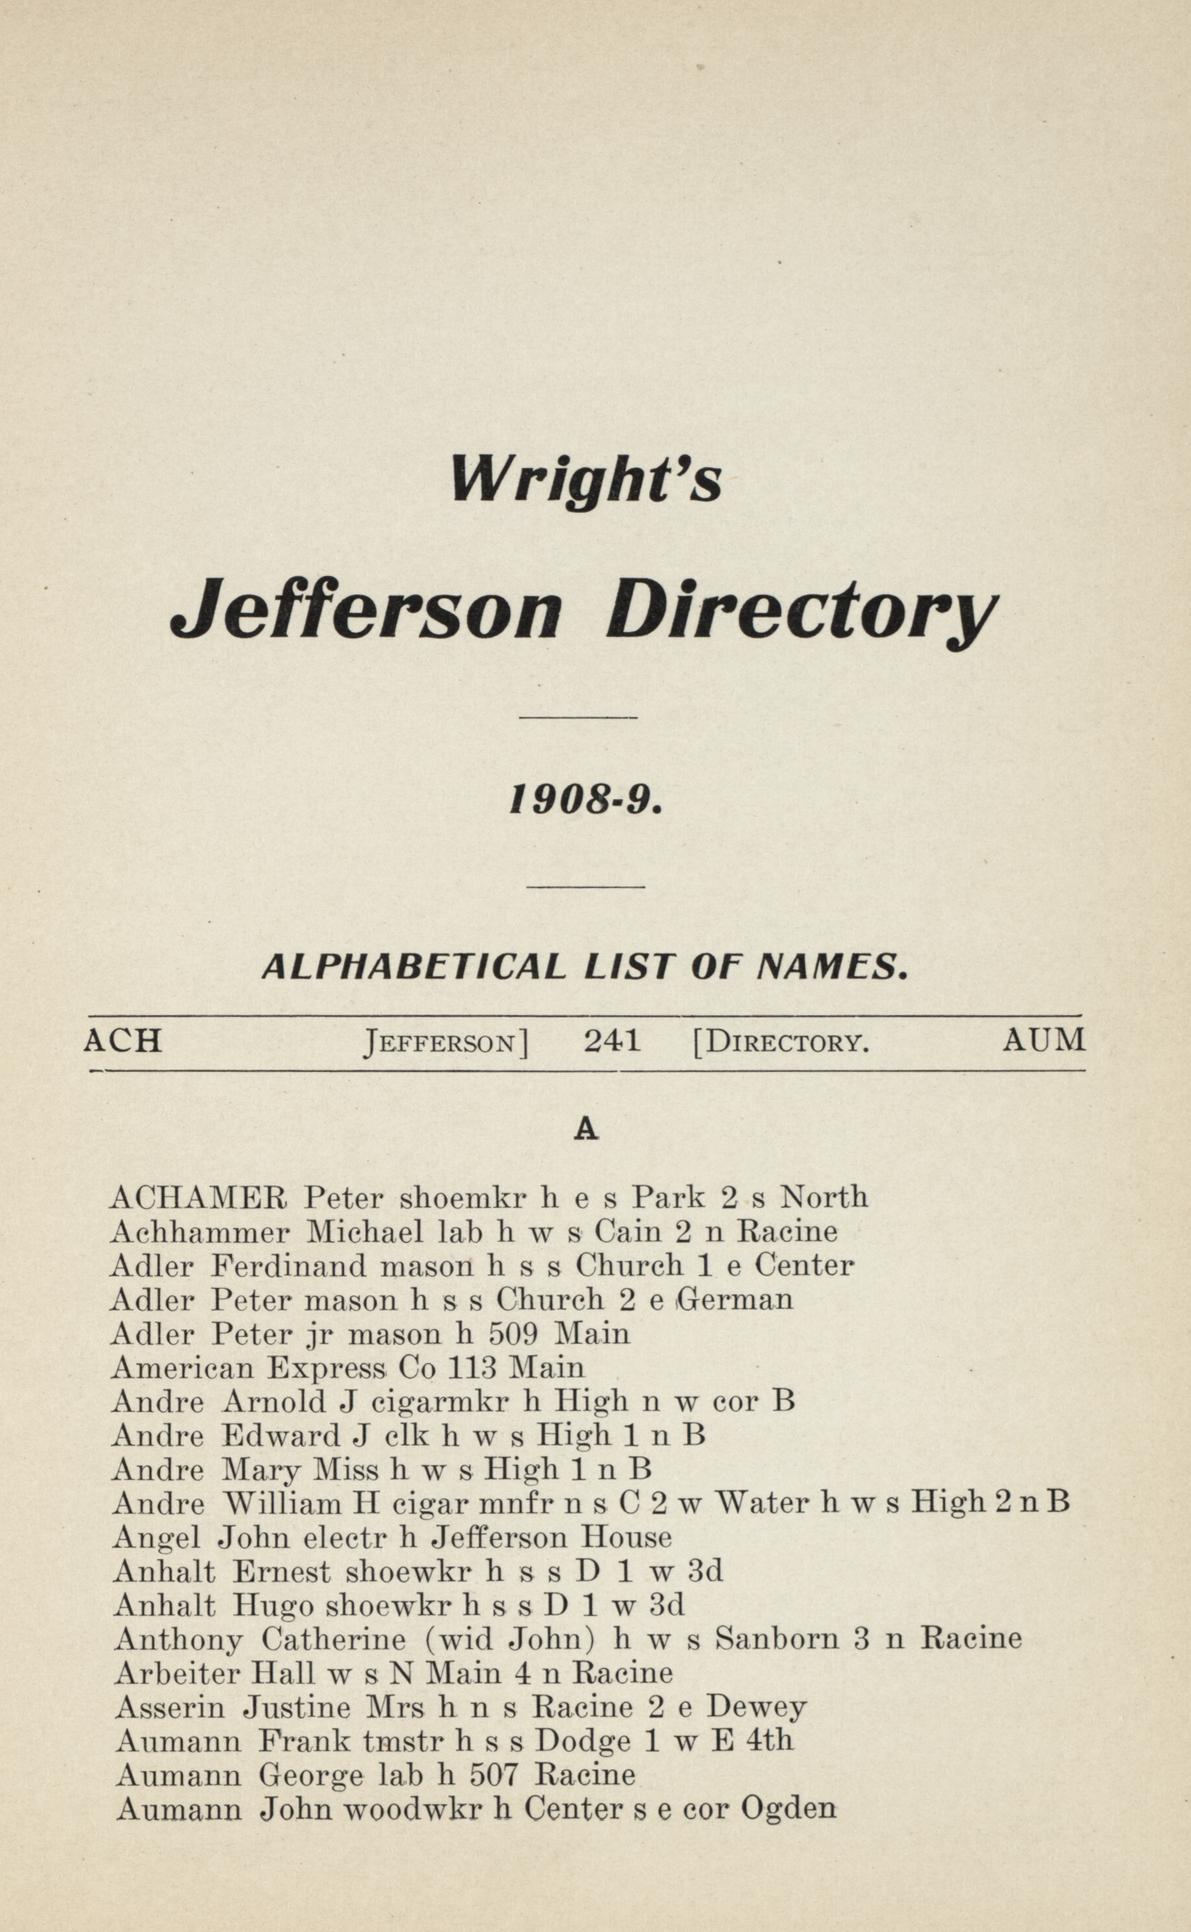 Wright's
Jefferson Directory
1908-9.
ALPHABETICAL LIST OF NAMES.
ACH JEFFERSON] 241 [DIRECTORY. AUM
A
ACHAMER Peter shoemkr h e s Park 2 s North
Achhammer Michael lab h w s Cain 2 n Racine
Adler Ferdinand mason h s s Church 1 e Center
Adler Peter mason h s s Church 2 e German
Adler Peter jr mason h 509 Main
American Express Co 113 Main
Andre Arnold J cigarmkr h High n w cor B
Andre Edward J clk h w s High 1 n B
Andre Mary Miss h w s High 1 n B
Andre William H cigar mnfr n s C 2 w Water h w s High 2 n B
Angel John electr h Jefferson House
Anhalt Ernest shoewkr h s s D 1 w 3d
Anhalt Hugo shoewkr h s s D 1 w 3d
Anthony Catherine (wid John) h w s Sanborn 3 n Racine
Arbeiter Hall w s N Main 4 n Racine
Asserin Justine Mrs h n s Racine 2 e Dewey
Aumann Frank tmstr h s s Dodge 1 w E 4th
Aumann George lab h 507 Racine
Aumann John woodwkr h Center s e cor Ogden